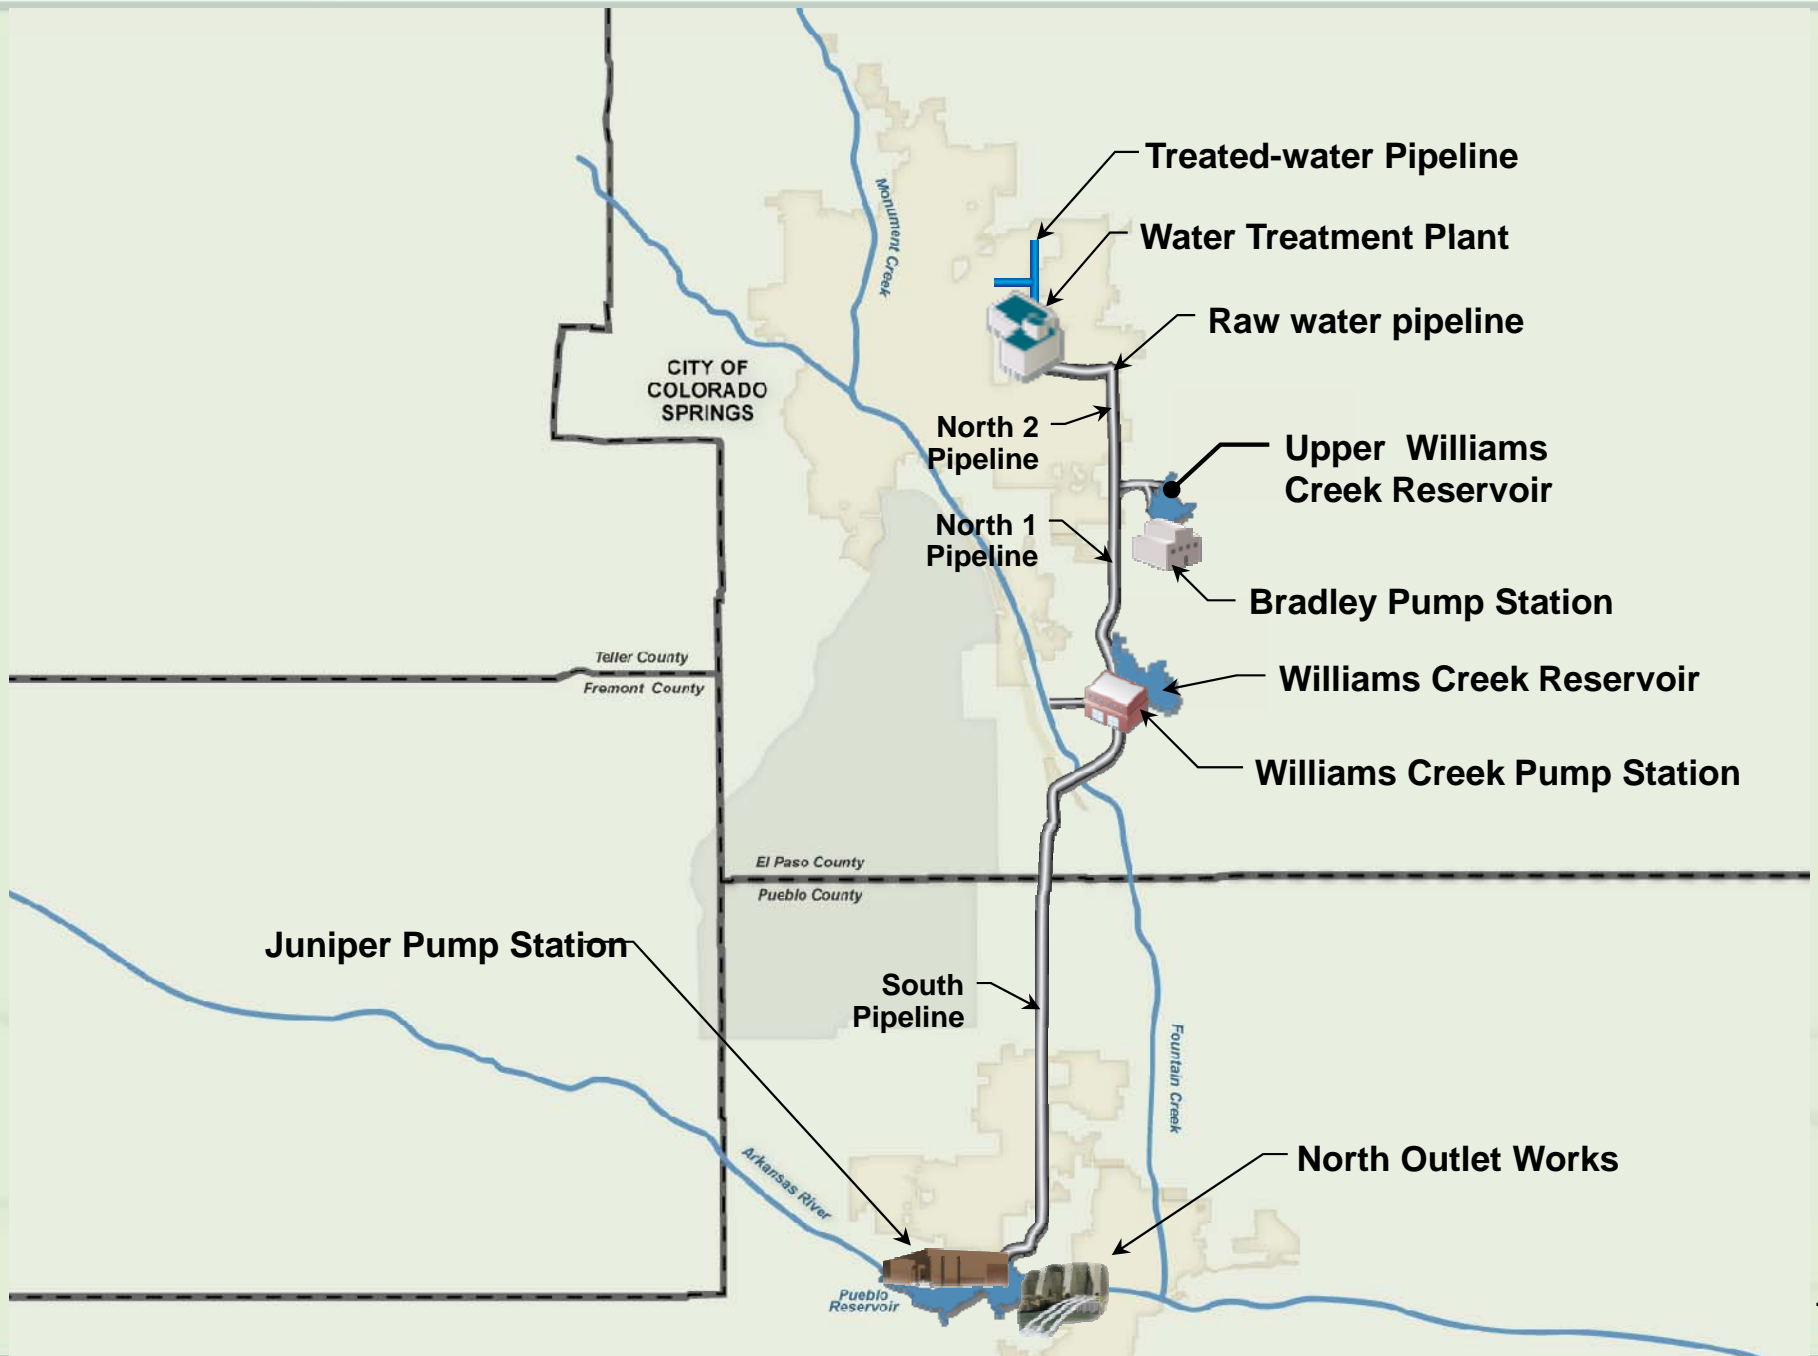 Treated-water Pipeline
Monument Creek
Water Treatment Plant
Raw water pipeline
CITY OF
COLORADO
SPRINGS
North 2
Pipeline
Upper Williams
Creek Reservoir
North 1
Pipeline
Bradley Pump Station
Teller County
Fremont County
Williams Creek Reservoir
Williams Creek Pump Station
El Paso County
Pueblo County
Juniper Pump Station
South
Pipeline
Fountain Creek
Arkansas River
North Outlet Works
Pueblo
Reservoir